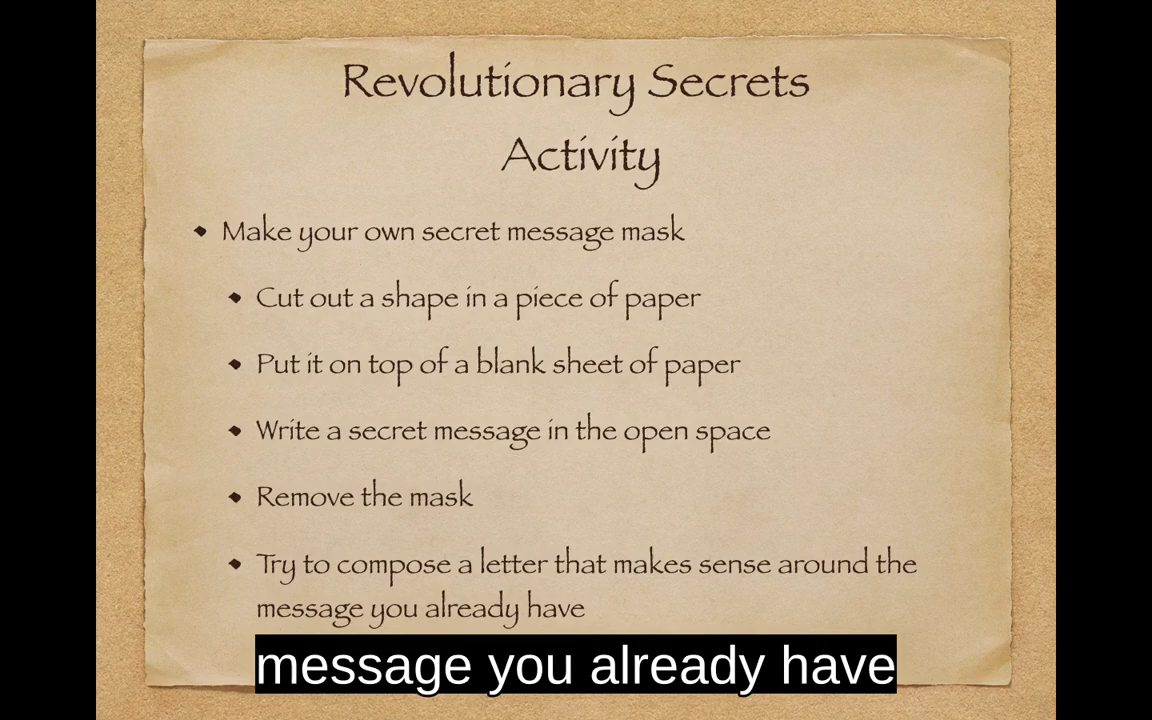 Revolutionary Secrets
Activity
Make your own secret message mask
Cut out a shape in a piece of paper
Put it on top of a blank sheet of paper
Write a secret message in the open space
Remove the mask
Try to compose a letter that makes sense around the
message you already have
message you already have